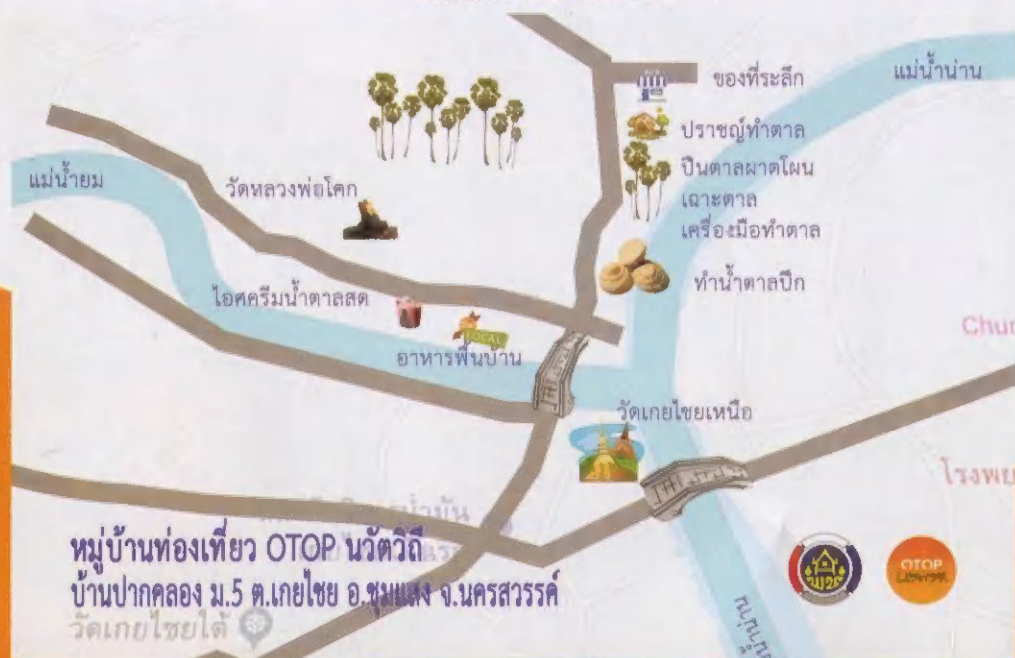 ของที่ระลึก
แม่น้ำน่าน
ปราชญ์ทำตาล
ปีนตาลผาดโผน
เฉาะตาล
เครื่องมือทำตาล
แม่น้ำยม
วัดหลวงพ่อโคก
ทำน้ำตาลปึก
ไอศครีมน้ำตาลสด
LOCAL
อาหารพื้นบ้าน
Chur
วัดเกยไชยเหนือ
โรงพย
หมู่บ้านท่องเที่ยว OTOP นวัตวิถี
บ้านปากคลอง ม.5 ต.เกยไชย อ.ชุมแสง จ.นครสวรรค์
วัดเกยไชยใต้
OTOP